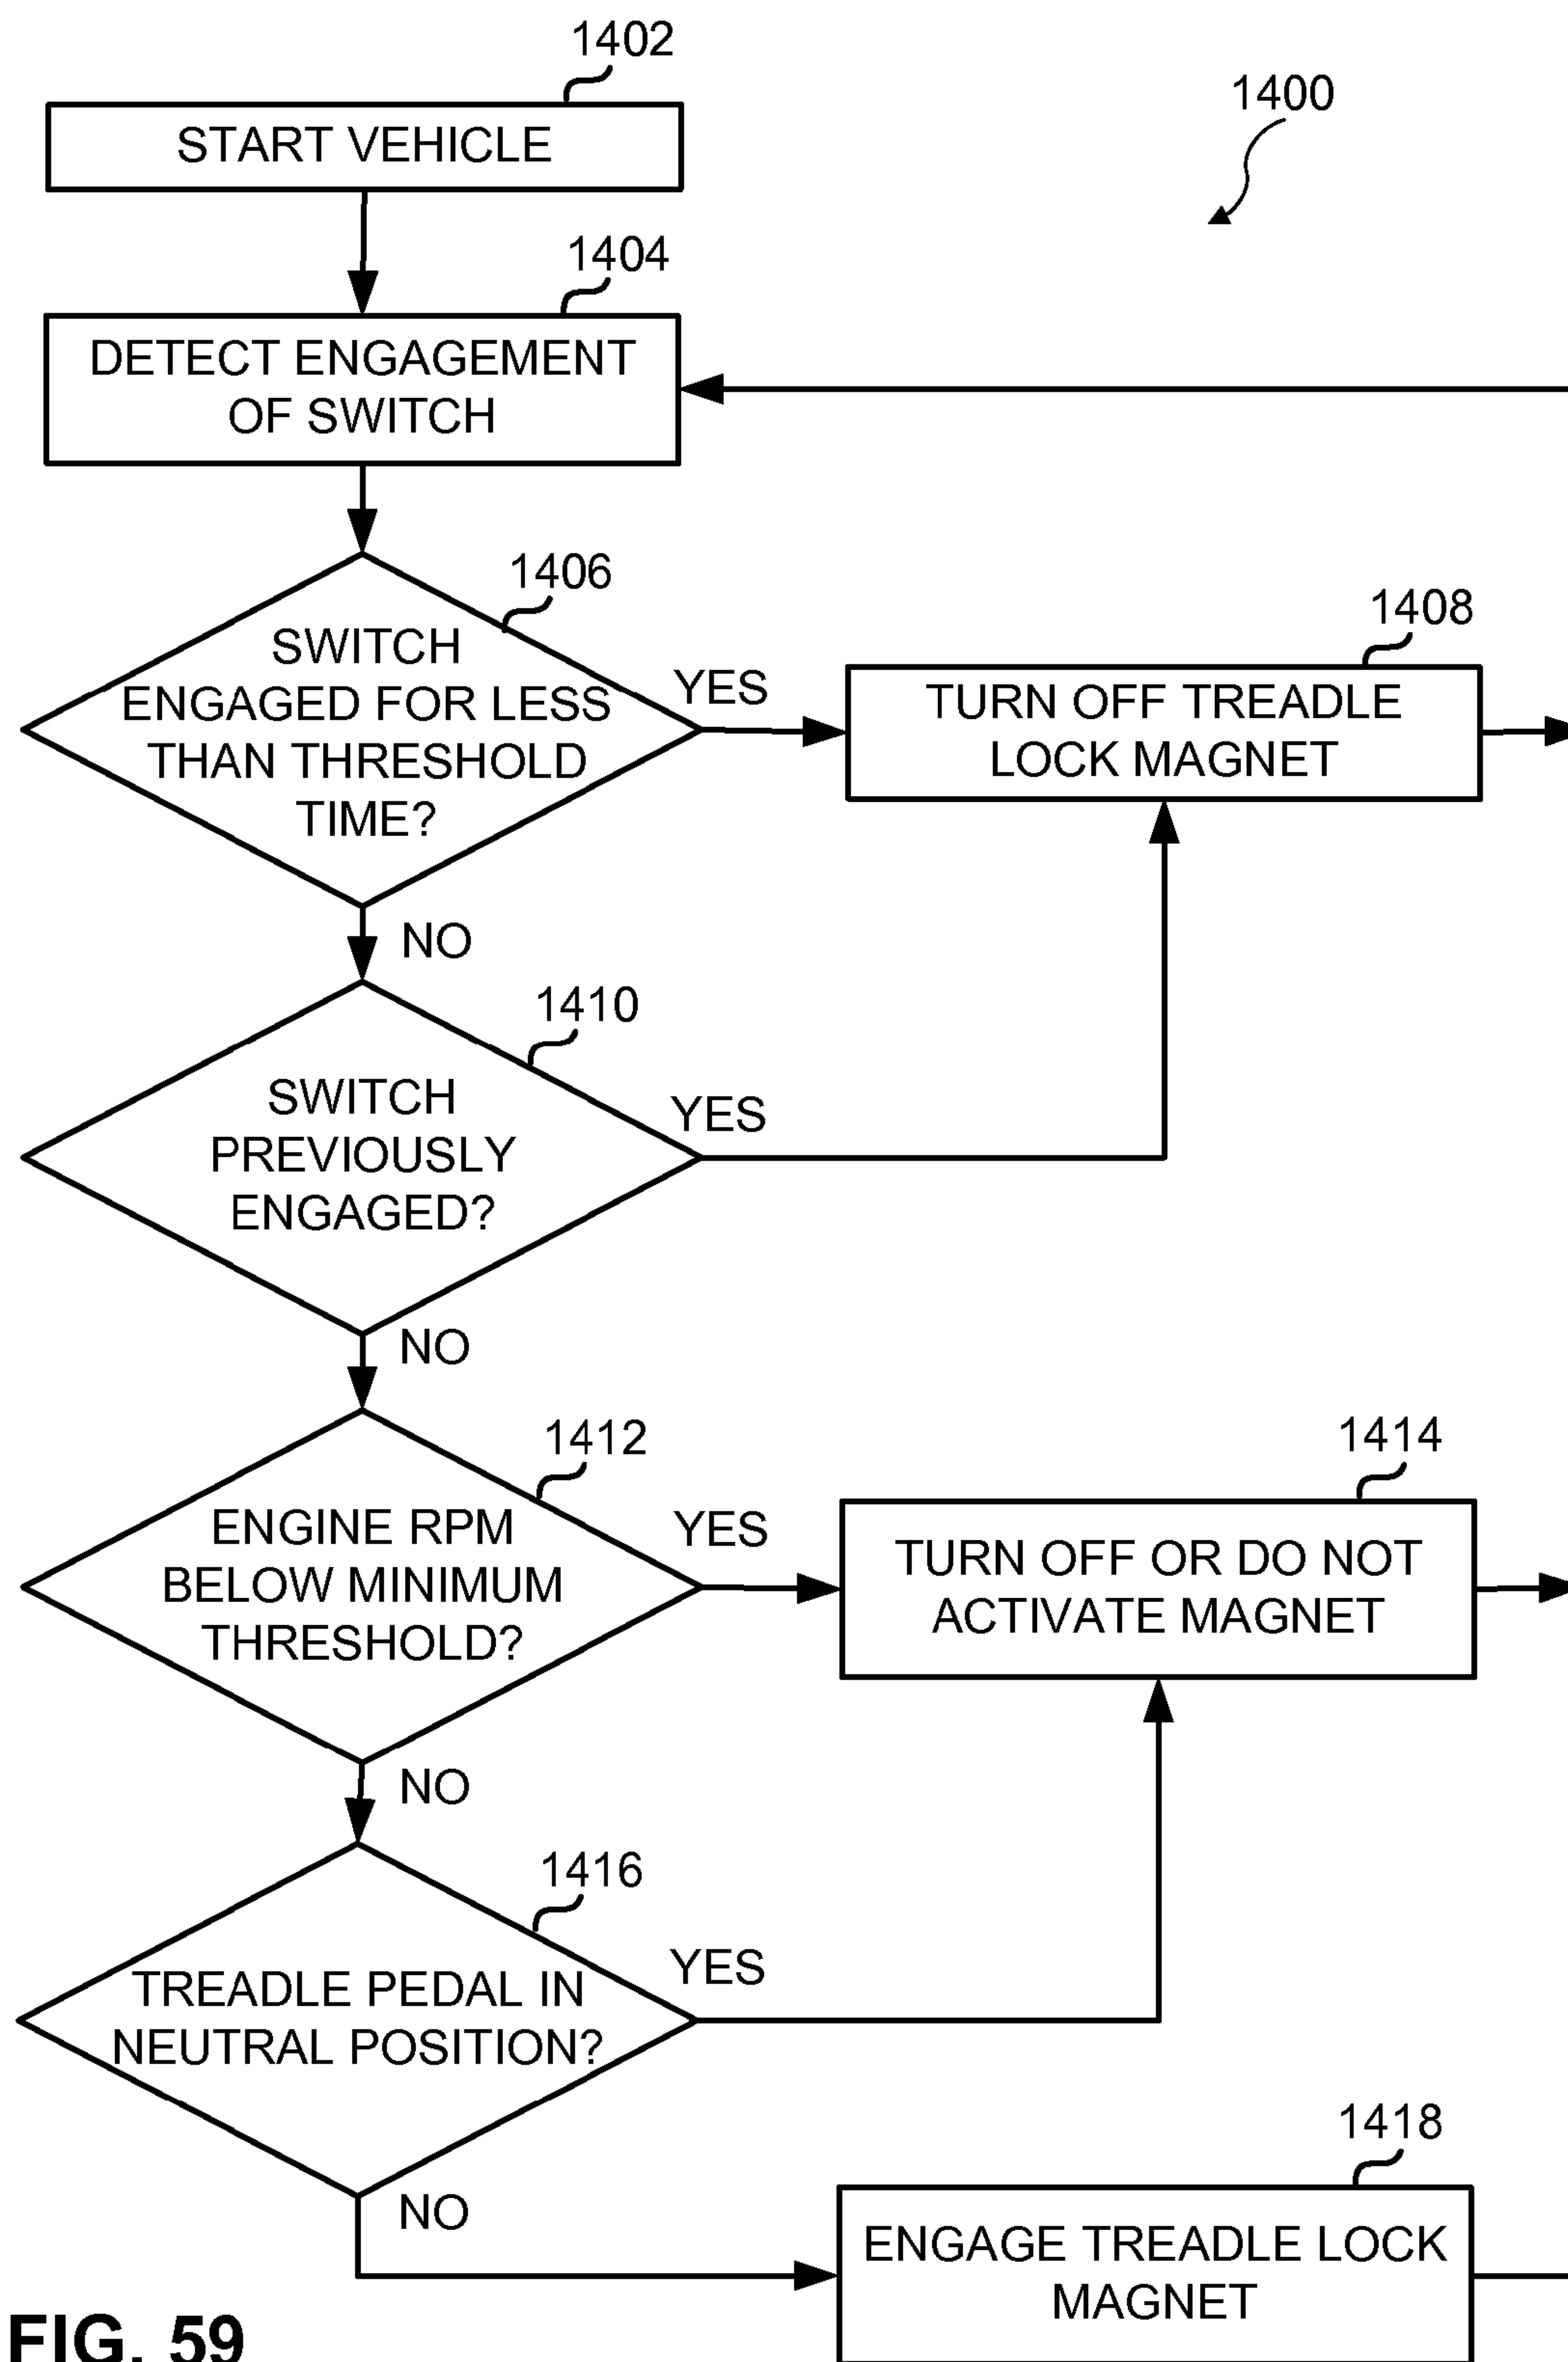 1402
1400
START VEHICLE
1404
DETECT ENGAGEMENT
OF SWITCH
1406
SWITCH
ENGAGED FOR LESS
THAN THRESHOLD
TIME?
YES
1408
TURN OFF TREADLE
LOCK MAGNET
NO
1410
SWITCH
PREVIOUSLY
ENGAGED?
YES
NO
1412
ENGINE RPM
BELOW MINIMUM
THRESHOLD?
YES
1414
TURN OFF OR DO NOT
ACTIVATE MAGNET
NO
1416
TREADLE PEDAL IN
NEUTRAL POSITION?
YES
NO
1418
ENGAGE TREADLE LOCK
MAGNET
FIG. 59